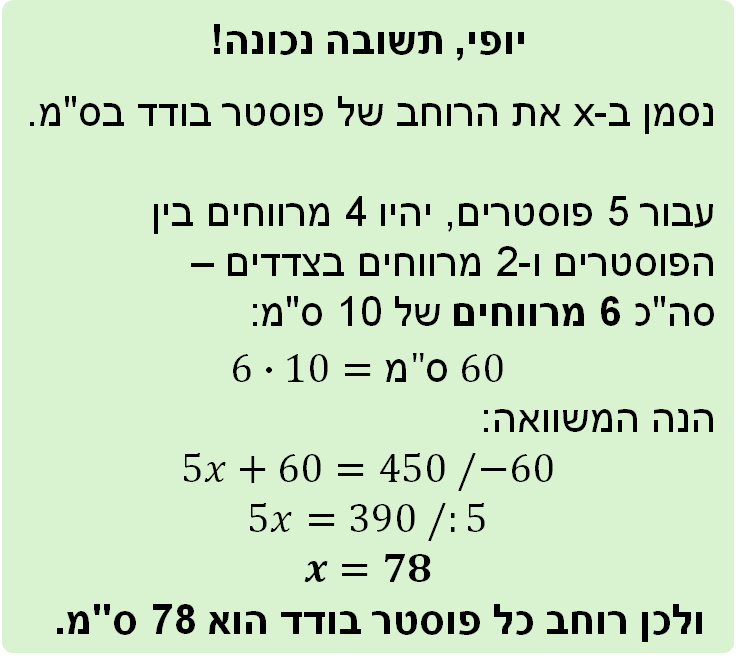 יופי, תשובה נכונה!
נסמן ב-x את הרוחב של פוסטר בודד בס"מ.
עבור 5 פוסטרים, יהיו 4 מרווחים בין
הפוסטרים ו-2 מרווחים בצדדים –
סה"כ 6 מרווחים של 10 ס"מ:
6 · 10 = 60 ס"מ
הנה המשוואה:
5x + 60 = 450 /−60
5x = 390 /: 5
x = 78
ולכן רוחב כל פוסטר בודד הוא 78 ס"מ.